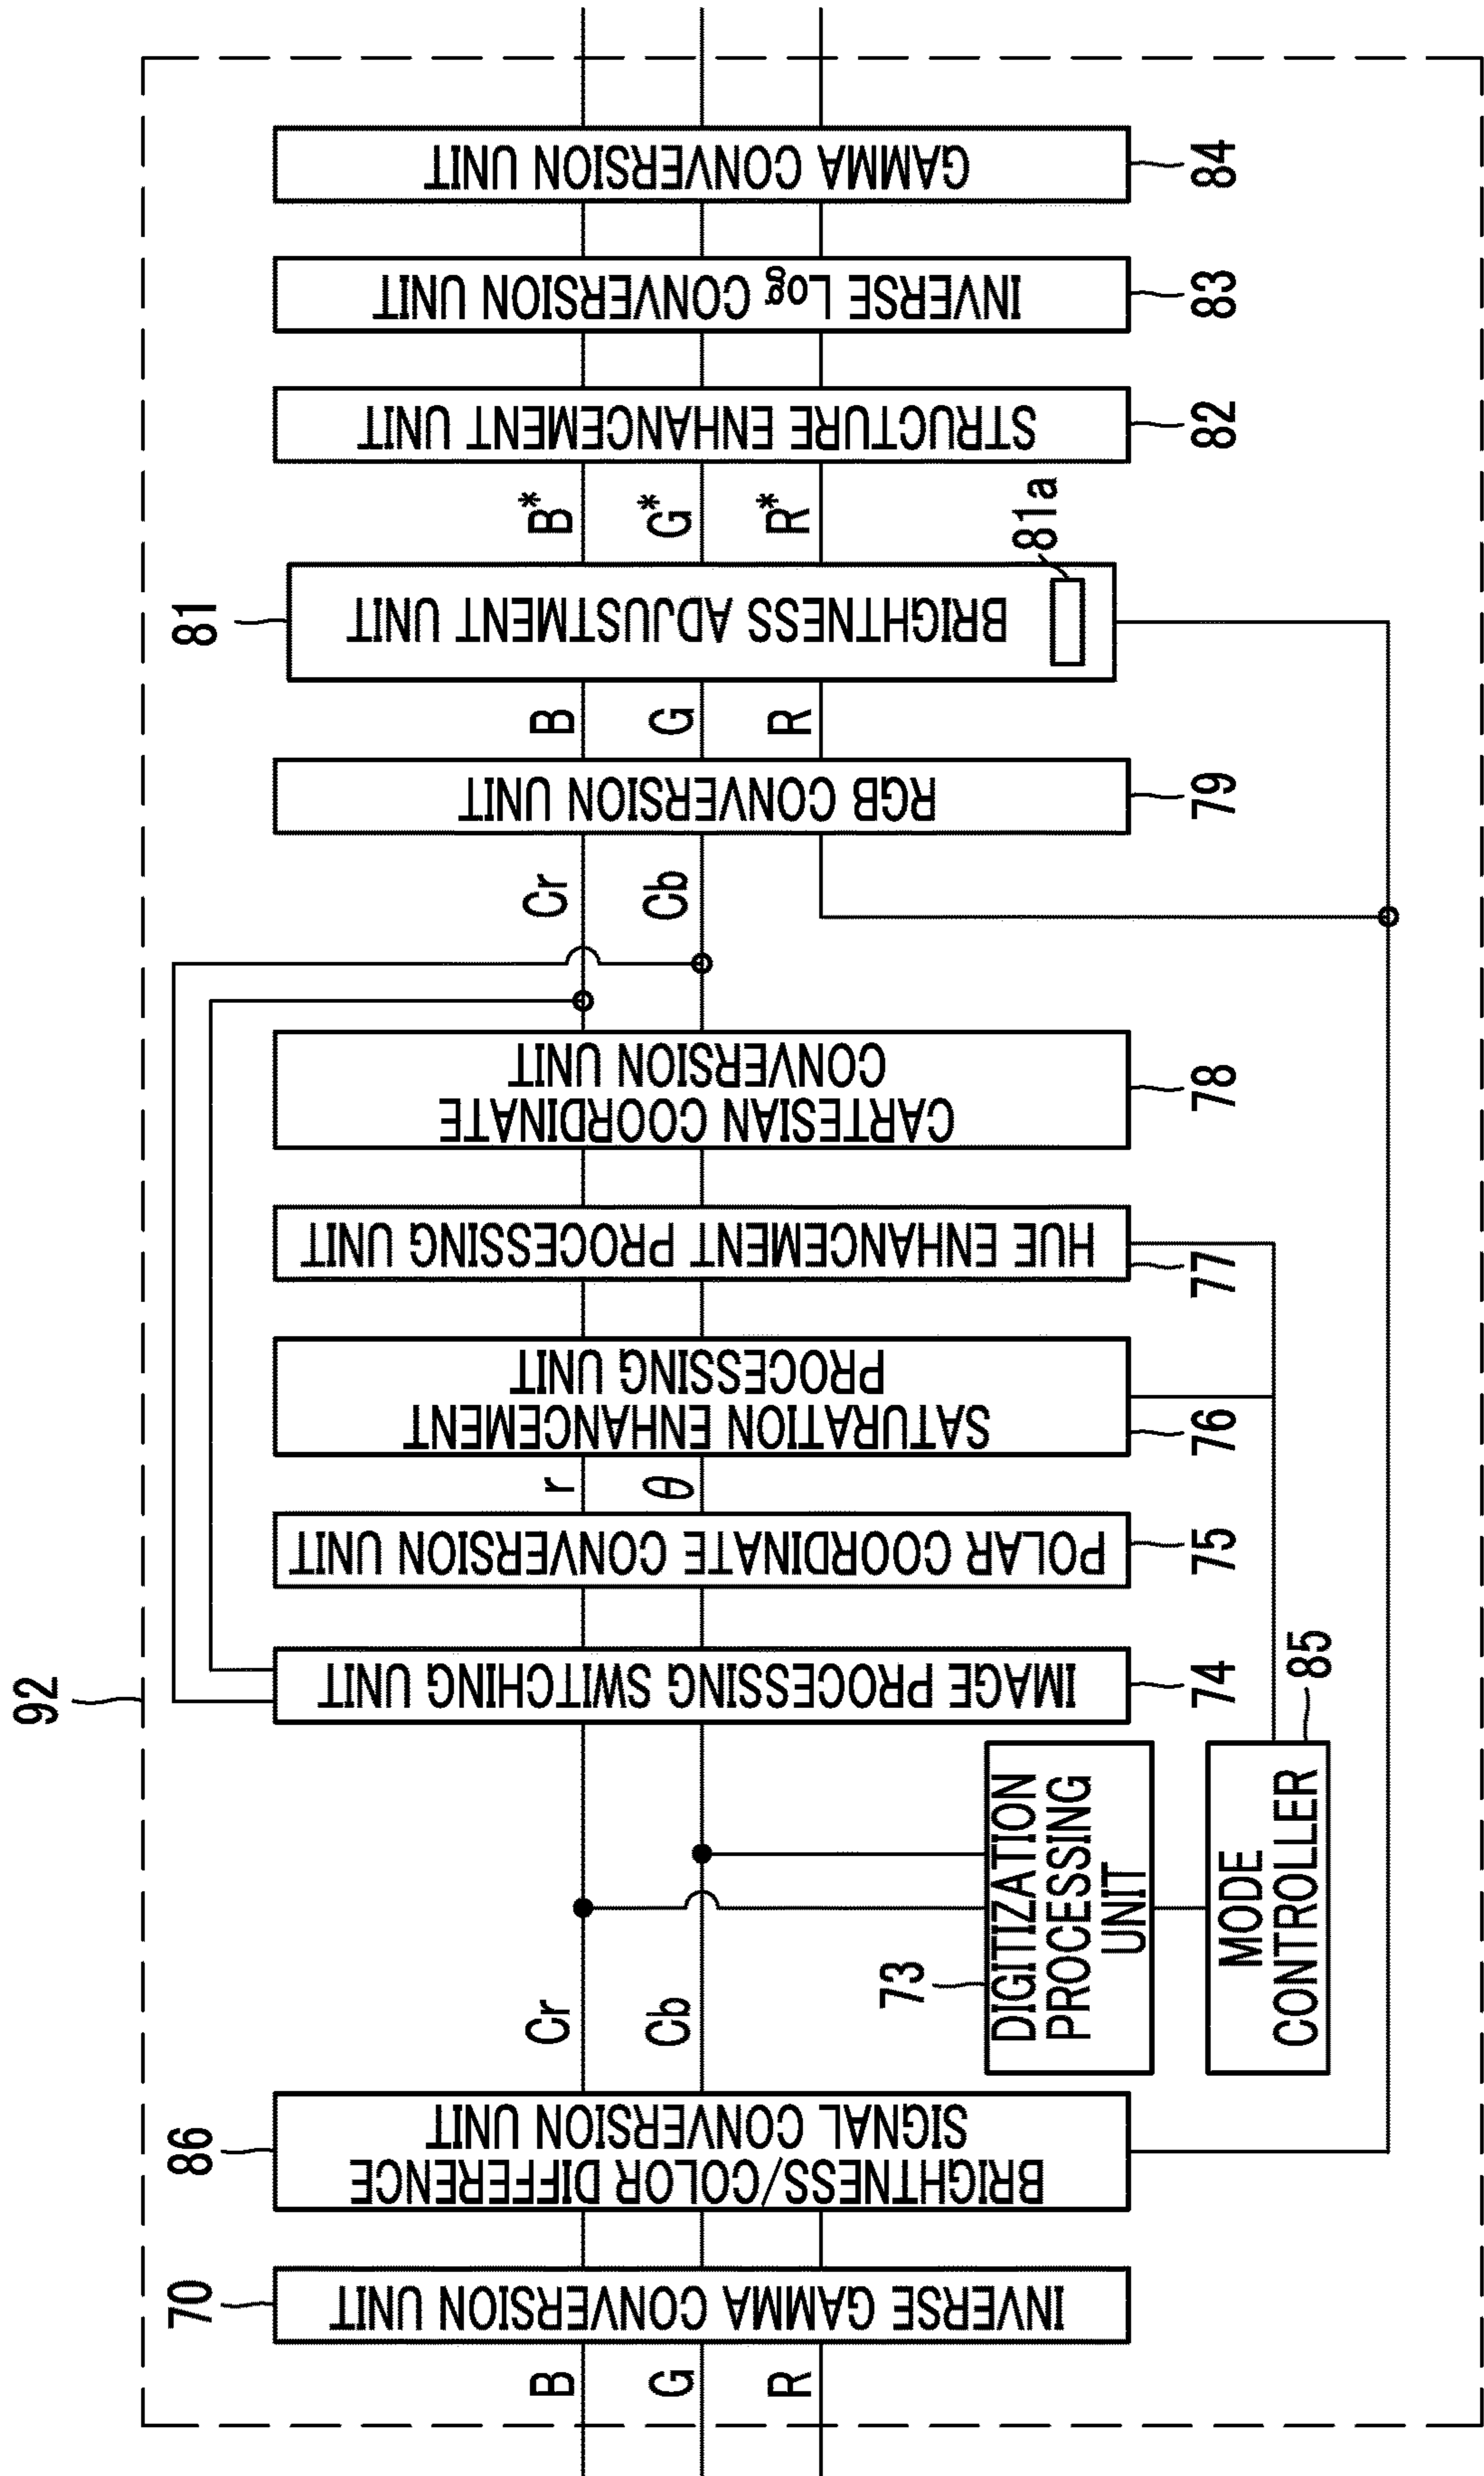 92
B
G
R
70
INVERSE GAMMA CONVERSION UNIT
86
BRIGHTNESS/COLOR DIFFERENCE
SIGNAL CONVERSION UNIT
Cr
Cb
73
DIGITIZATION
PROCESSING
UNIT
MODE
CONTROLLER
85
IMAGE PROCESSING SWITCHING UNIT
74
POLAR COORDINATE CONVERSION UNIT
75
r
θ
SATURATION ENHANCEMENT
PROCESSING UNIT
76
HUE ENHANCEMENT PROCESSING UNIT
77
CARTESIAN COORDINATE
CONVERSION UNIT
78
Cr
Cb
RGB CONVERSION UNIT
79
B
G
R
81
BRIGHTNESS ADJUSTMENT UNIT
81a
B*
G*
R*
STRUCTURE ENHANCEMENT UNIT
82
INVERSE Log CONVERSION UNIT
83
GAMMA CONVERSION UNIT
84